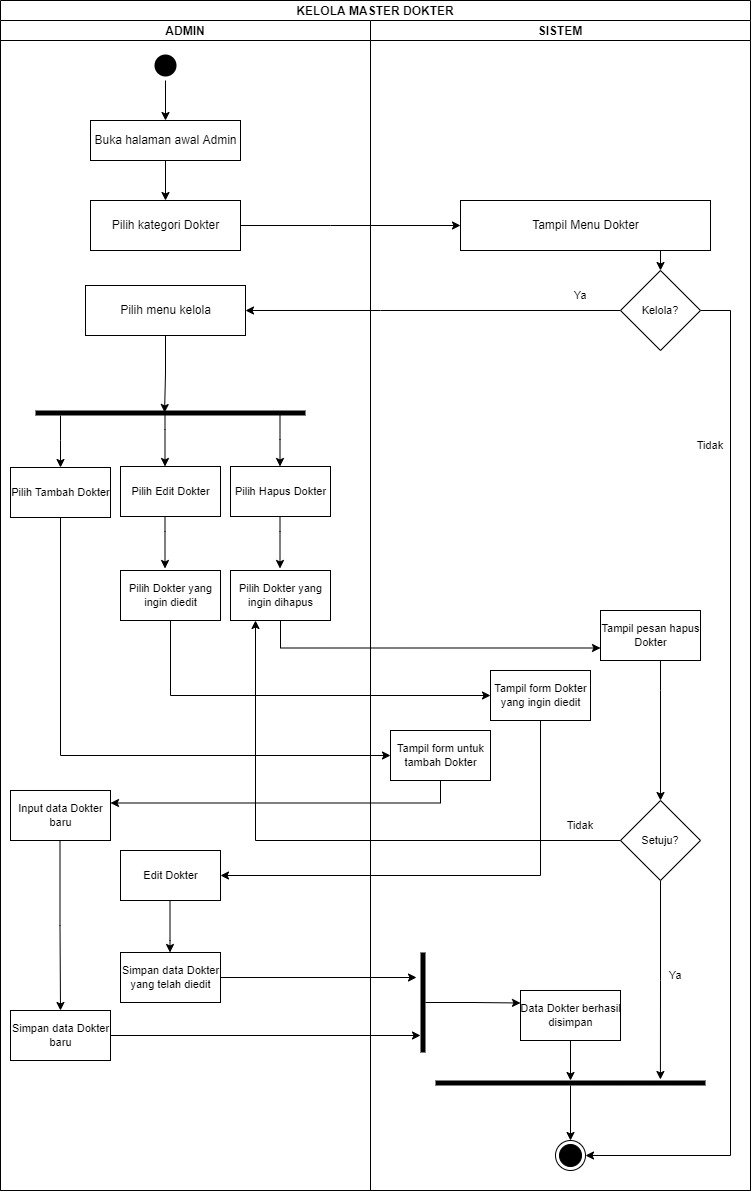 KELOLA MASTER DOKTER
ADMIN
SISTEM
Buka halaman awal Admin
Pilih kategori Dokter
Tampil Menu Dokter
Ya
Pilih menu kelola
Kelola?
Tidak
Pilih Tambah Dokter
Pilih Edit Dokter
Pilih Hapus Dokter
Pilih Dokter yang
ingin diedit
Pilih Dokter yang
ingin dihapus
Tampil pesan hapus
Dokter
Tampil form Dokter
yang ingin diedit
Tampil form untuk
tambah Dokter
Input data Dokter
baru
Tidak
Setuju?
Edit Dokter
Simpan data Dokter
yang telah diedit
Ya
Data Dokter berhasil
disimpan
Simpan data Dokter
baru